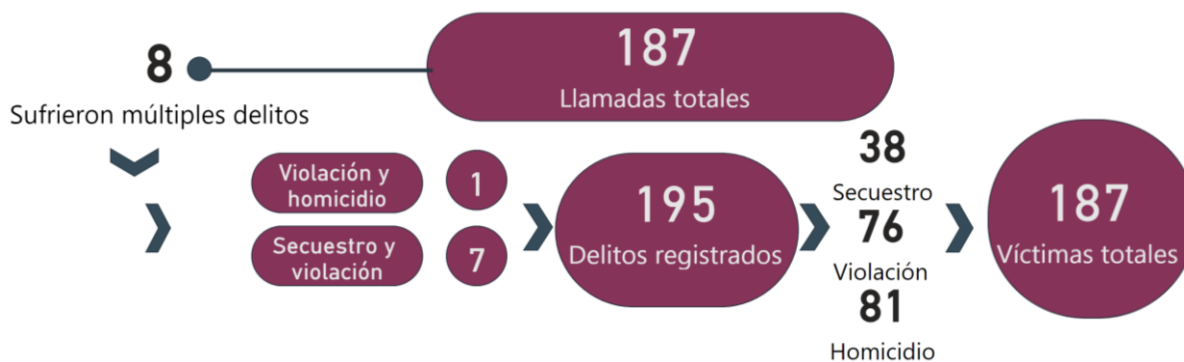 187
Llamadas totales
8
Sufrieron múltiples delitos
Violación y
homicidio
1
Secuestro y
violación
7
195
Delitos registrados
38
Secuestro
76
Violación
81
Homicidio
187
Víctimas totales